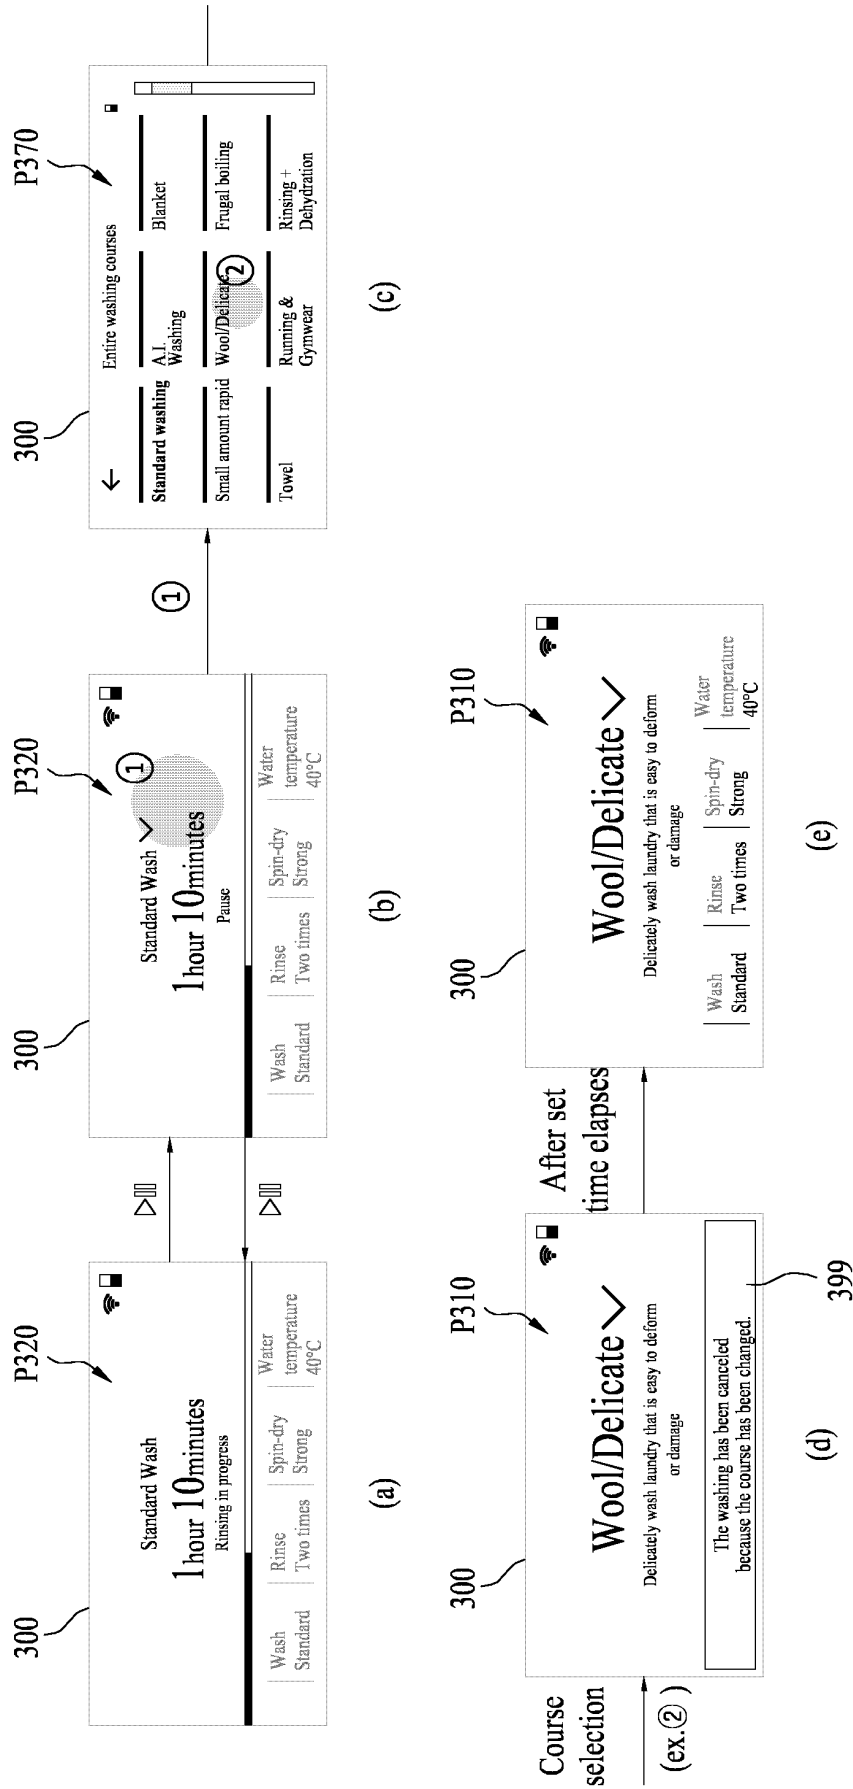 300
P320
Standard Wash
1hour 10minutes
Rinsing in progress
Wash
Standard
Rinse
Two times
Spin-dry
Strong
Water
temperature
40°C
(a)
▷||
▷||
300
P320
Standard Wash
①
1hour 10minutes
Pause
Wash
Standard
Rinse
Two times
Spin-dry
Strong
Water
temperature
40°C
(b)
①
300
P370
←
Entire washing courses
Standard washing
A.I.
Washing
Blanket
Small amount rapid
Wool/Delicate
②
Frugal boiling
Towel
Running &
Gymwear
Rinsing +
Dehydration
(c)
Course
selection
(ex.②)
300
P310
Wool/Delicate
Delicately wash laundry that is easy to deform
or damage
The washing has been canceled
because the course has been changed.
399
(d)
After set
time elapses
300
P310
Wool/Delicate
Delicately wash laundry that is easy to deform
or damage
Wash
Standard
Rinse
Two times
Spin-dry
Strong
Water
temperature
40°C
(e)